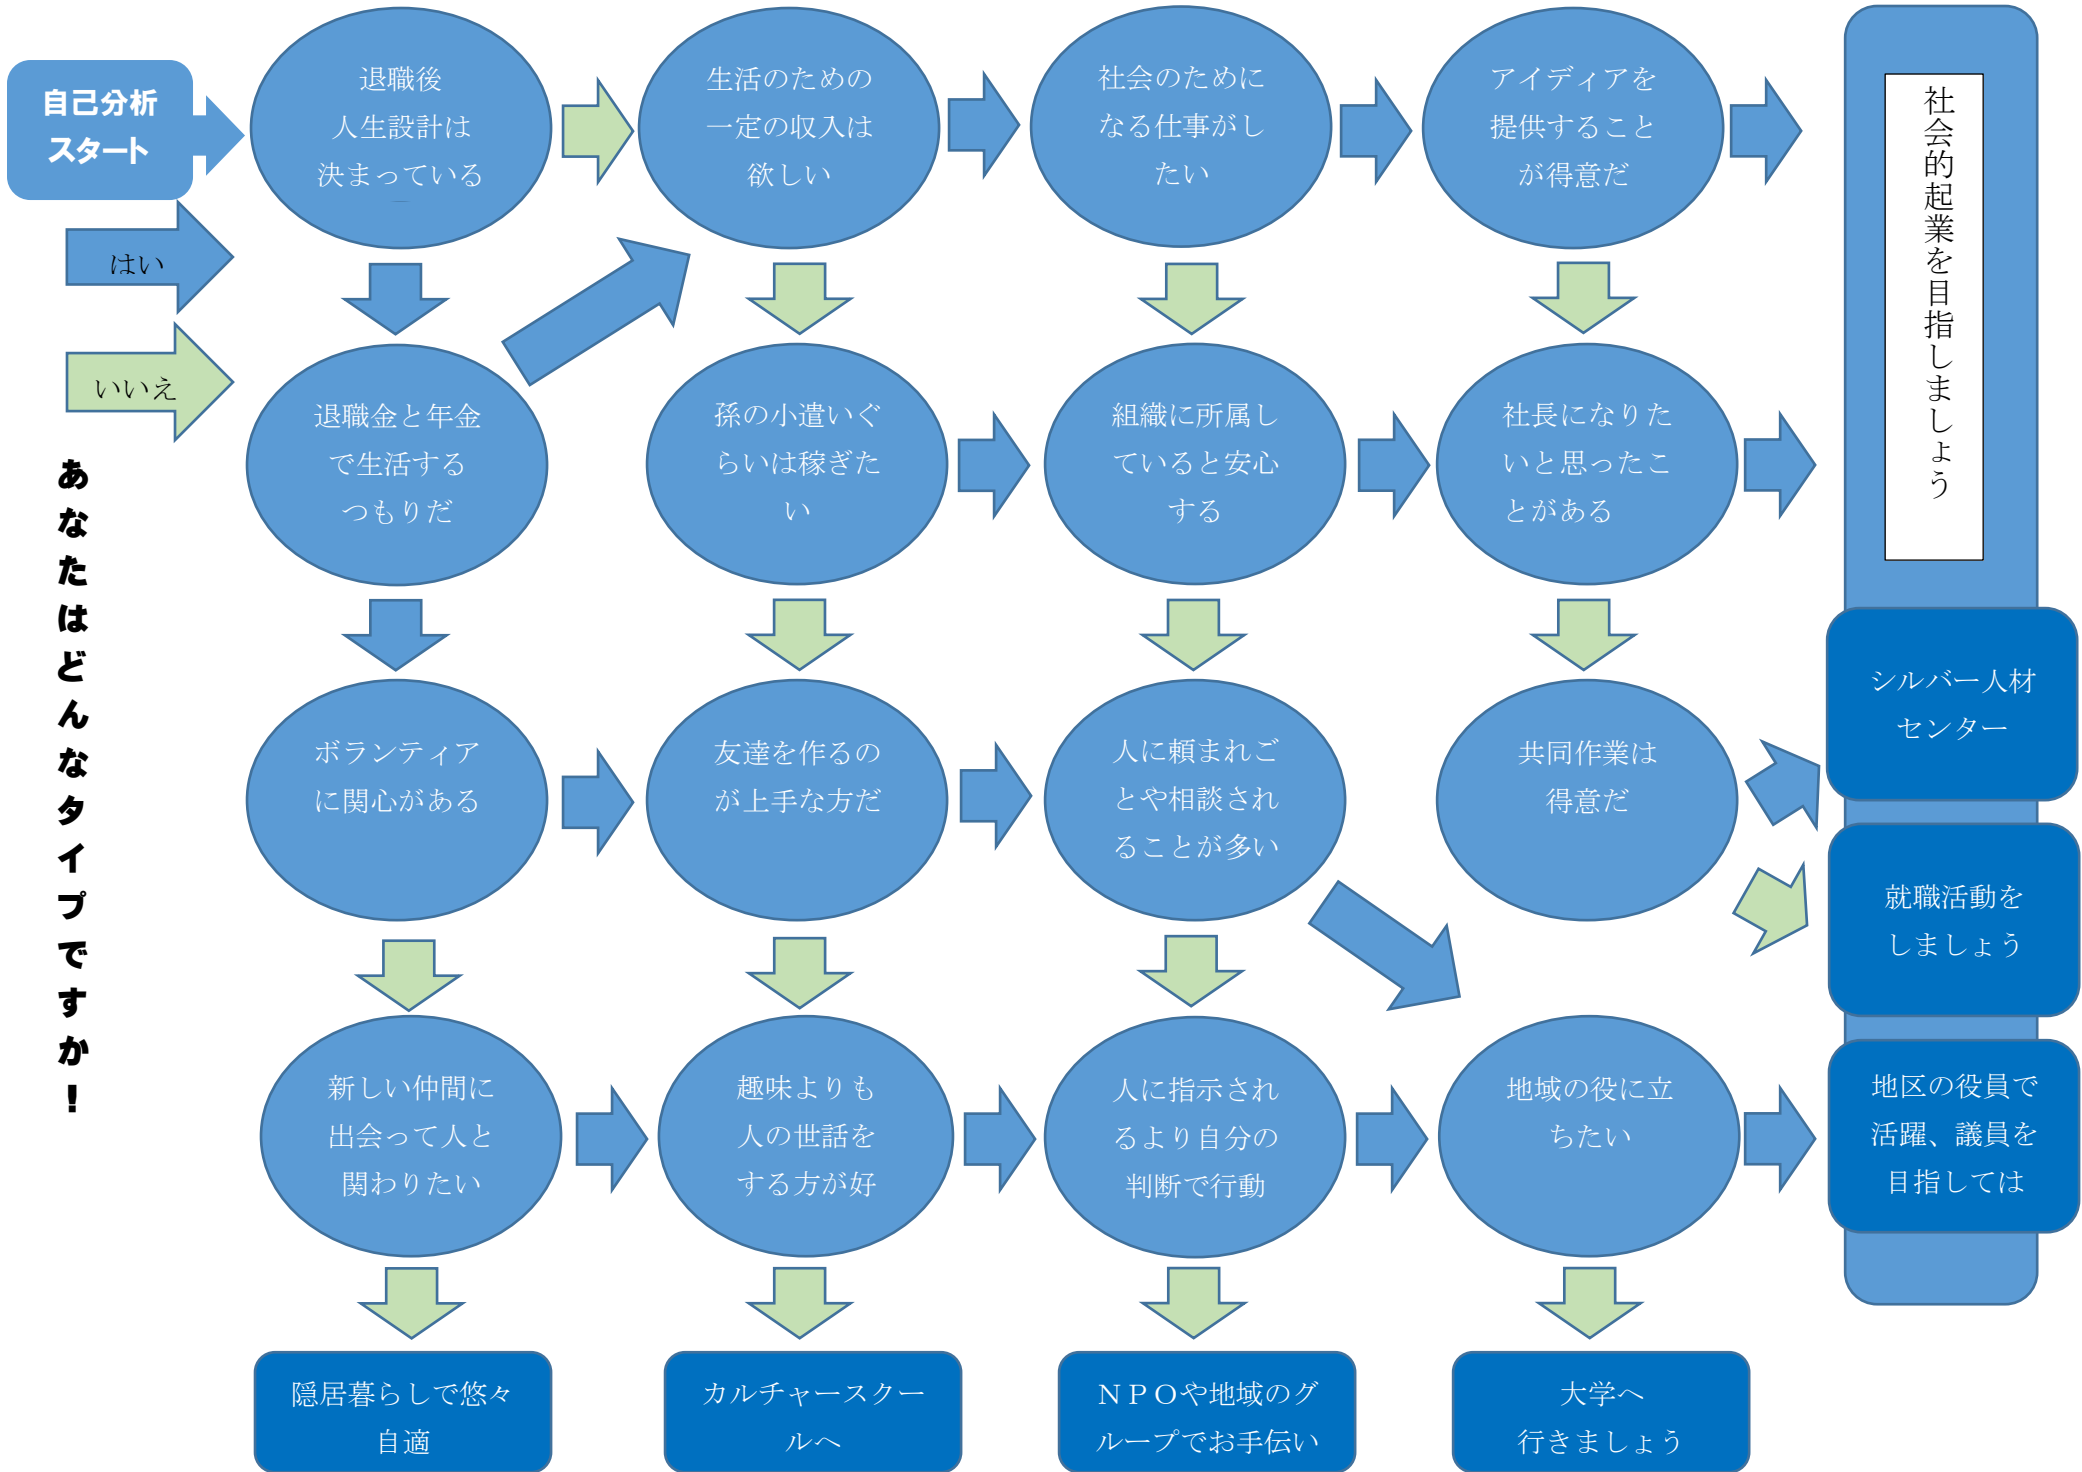 自己分析
スタート
はい
いいえ
あなたはどんなタイプですか！
退職後
人生設計は
決まっている
生活のための
一定の収入は
欲しい
社会のために
なる仕事がし
たい
アイディアを
提供すること
が得意だ
社会的起業を目指しましょう
退職金と年金
で生活する
つもりだ
孫の小遣いぐ
らいは稼ぎた
い
組織に所属し
ていると安心
する
社長になりた
いと思ったこ
とがある
シルバー人材
センター
ボランティア
に関心がある
友達を作るの
が上手な方だ
人に頼まれご
とや相談され
ることが多い
共同作業は
得意だ
就職活動を
しましょう
新しい仲間に
出会って人と
関わりたい
趣味よりも
人の世話を
する方が好
人に指示され
るより自分の
判断で行動
地域の役に立
ちたい
地区の役員で
活躍、議員を
目指しては
隠居暮らしで悠々
自適
カルチャースクー
ルへ
ＮＰＯや地域のグ
ループでお手伝い
大学へ
行きましょう